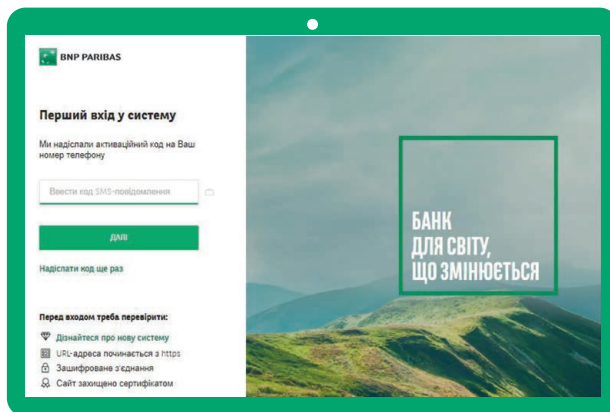 BNP PARIBAS
Перший вхід у систему
Ми надіслали активаційний код на Ваш
номер телефону
Ввести код SMS-повідомлення
ДАЛІ
Надіслати код ще раз
Перед входом треба перевірити:
Дізнайтеся про нову систему
URL-адреса починається з https
Зашифроване з'єднання
Сайт захищено сертифікатом
БАНК
ДЛЯ СВІТУ,
ЩО ЗМІНЮЄТЬСЯ